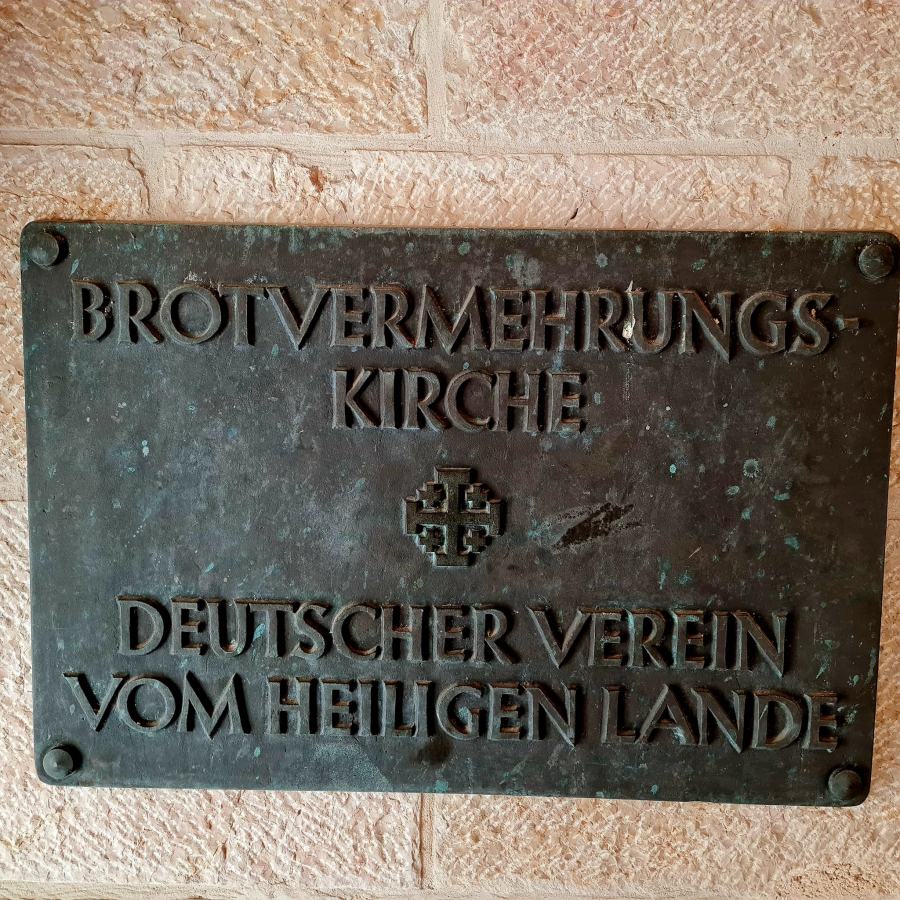 BROTVERMEHRUNGS-
KIRCHE
DEUTSCHER VEREIN
VOM HEILIGEN LANDE